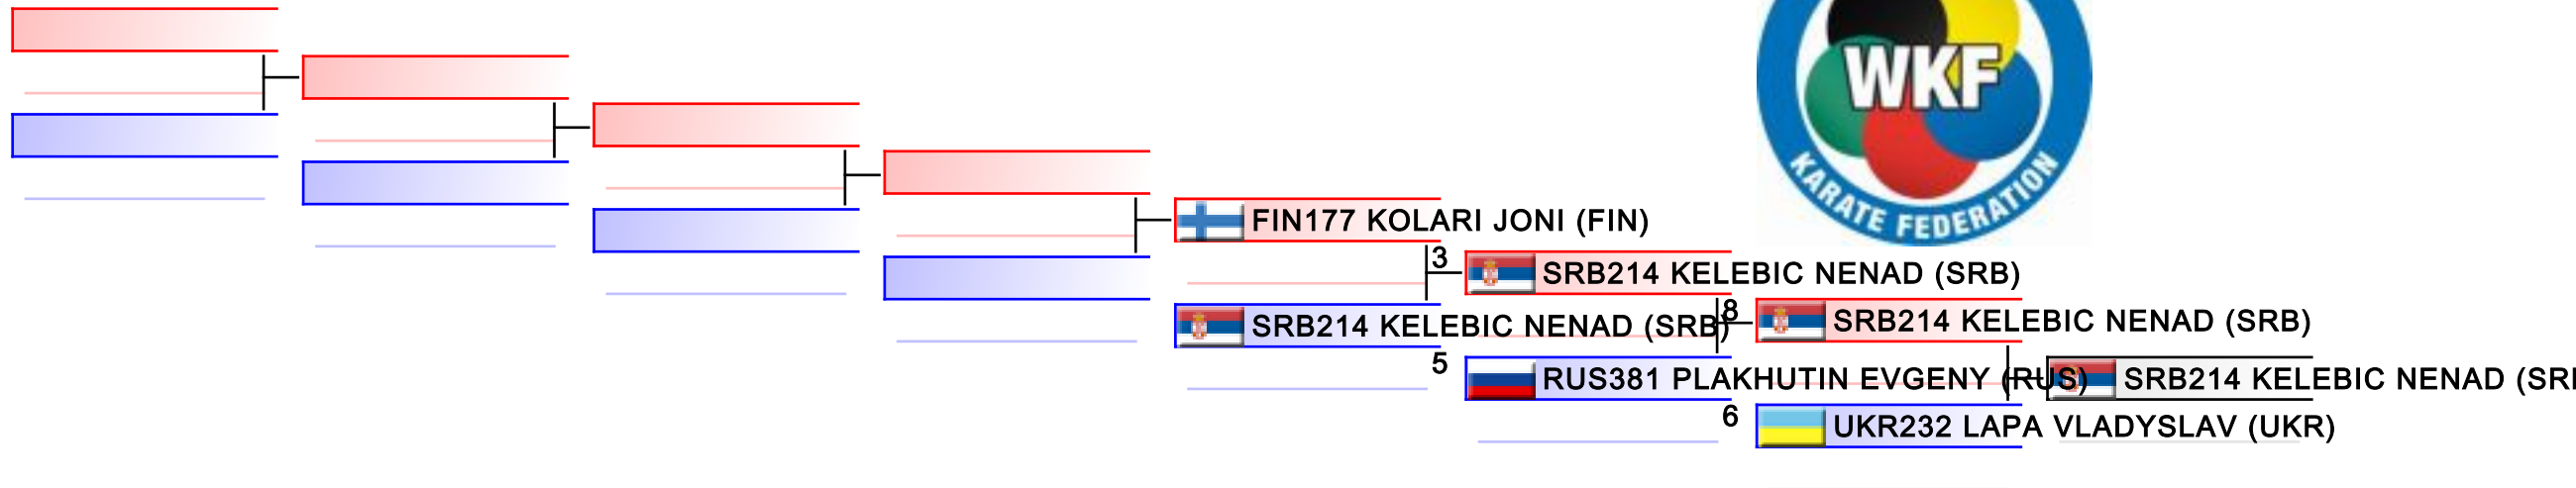 WKF
KARATE FEDERATION
FIN177 KOLARI JONI (FIN)
3
SRB214 KELEBIC NENAD (SRB)
SRB214 KELEBIC NENAD (SRB)
8
SRB214 KELEBIC NENAD (SRB)
5
RUS381 PLAKHUTIN EVGENY (RUS)
SRB214 KELEBIC NENAD (SR
6
UKR232 LAPA VLADYSLAV (UKR)